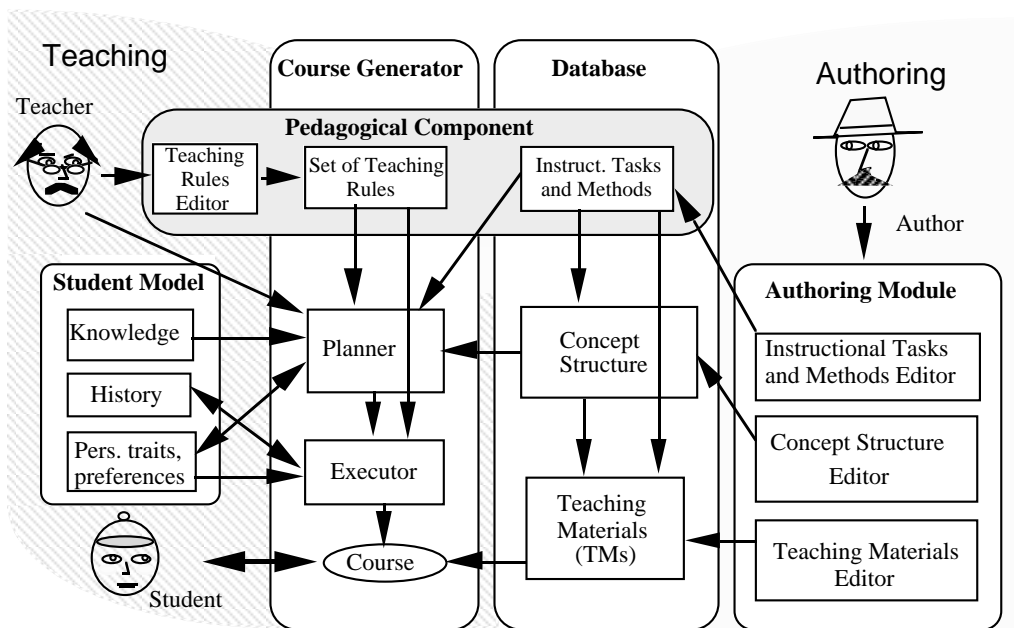 Teaching
Course Generator
Database
Authoring
Teacher
Pedagogical Component
Teaching
Rules
Editor
Set of Teaching
Rules
Instruct. Tasks
and Methods
Author
Student Model
Authoring Module
Knowledge
Planner
Concept
Structure
Instructional Tasks
and Methods Editor
History
Pers. traits,
preferences
Executor
Concept Structure
Editor
Teaching
Materials
(TMs)
Teaching Materials
Editor
Course
Student